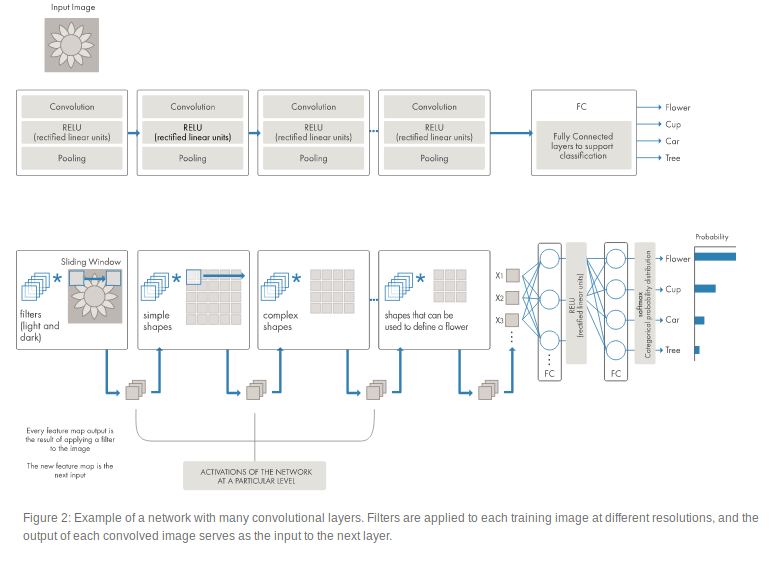 Input Image
Convolution
RELU
(rectified linear units)
Pooling
Convolution
RELU
(rectified linear units)
Pooling
Convolution
RELU
(rectified linear units)
Pooling
Convolution
RELU
(rectified linear units)
Pooling
FC
Fully Connected
layers to support
classification
Flower
Cup
Car
Tree
Sliding Window
*
filters
(light and
dark)
*
simple
shapes
*
complex
shapes
*
shapes that can be
used to define a flower
X1
X2
X3
FC
RELU
(rectified linear units)
FC
softmax
Categorical probability distribution
Probability
Flower
Cup
Car
Tree
Every feature map output is
the result of applying a filter
to the image
The new feature map is the
next input
ACTIVATIONS OF THE NETWORK
AT A PARTICULAR LEVEL
Figure 2: Example of a network with many convolutional layers. Filters are applied to each training image at different resolutions, and the
output of each convolved image serves as the input to the next layer.